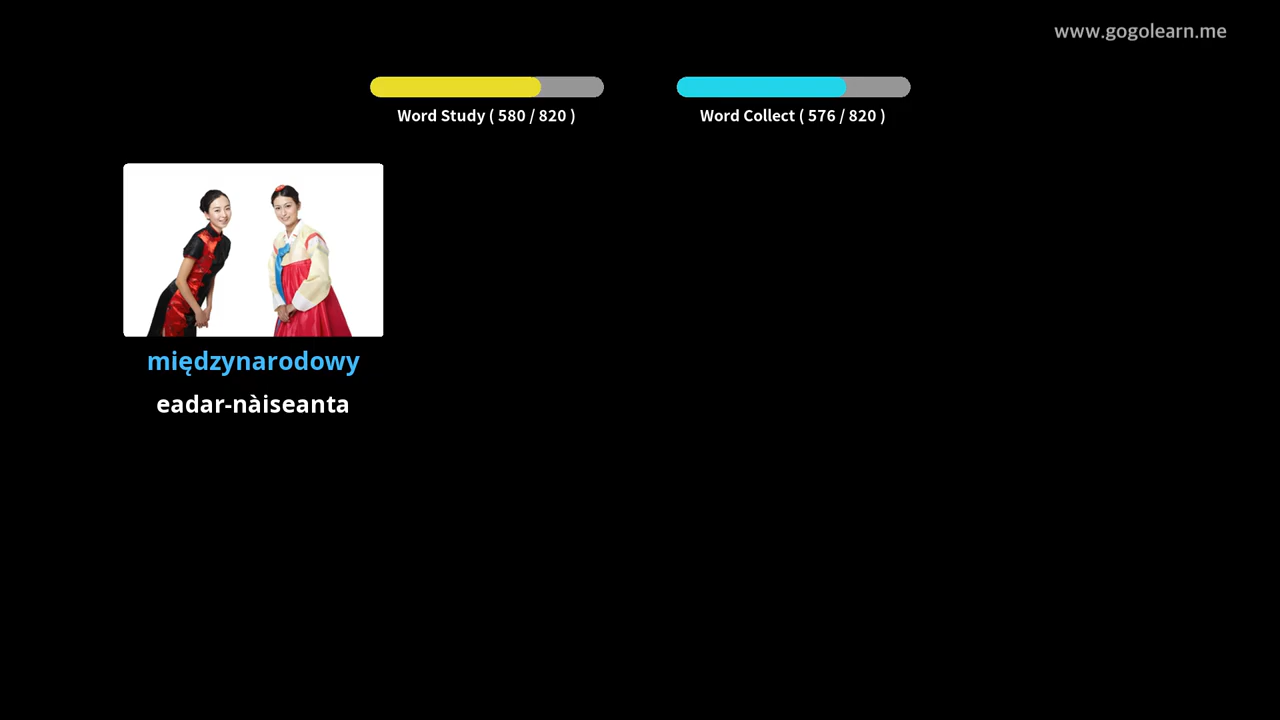 www.gogolearn.me
Word Study ( 580 / 820 )
Word Collect ( 576 / 820 )
międzynarodowy
eadar-nàiseanta